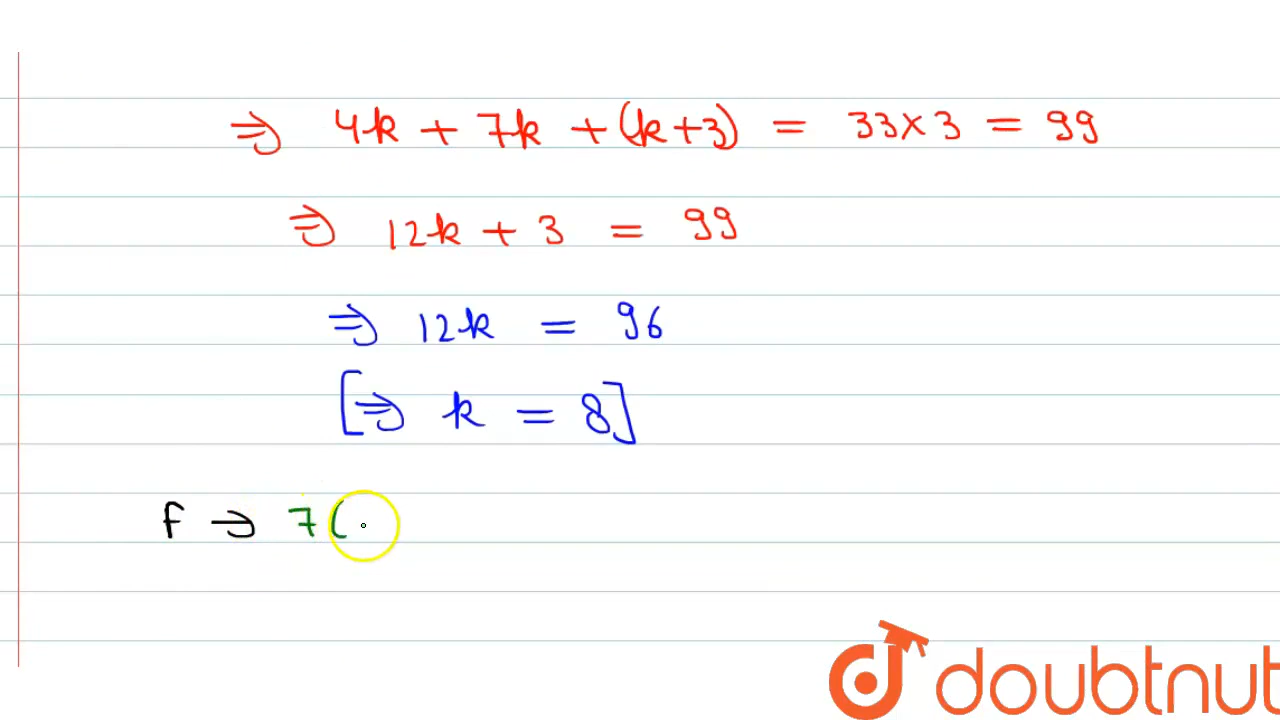 ⇒ 4k + 7k + (k+3) = 33×3 = 99
⇒ 12k + 3 = 99
⇒ 12k = 96
[⇒ k = 8]
F ⇒ 7(
doubtnut